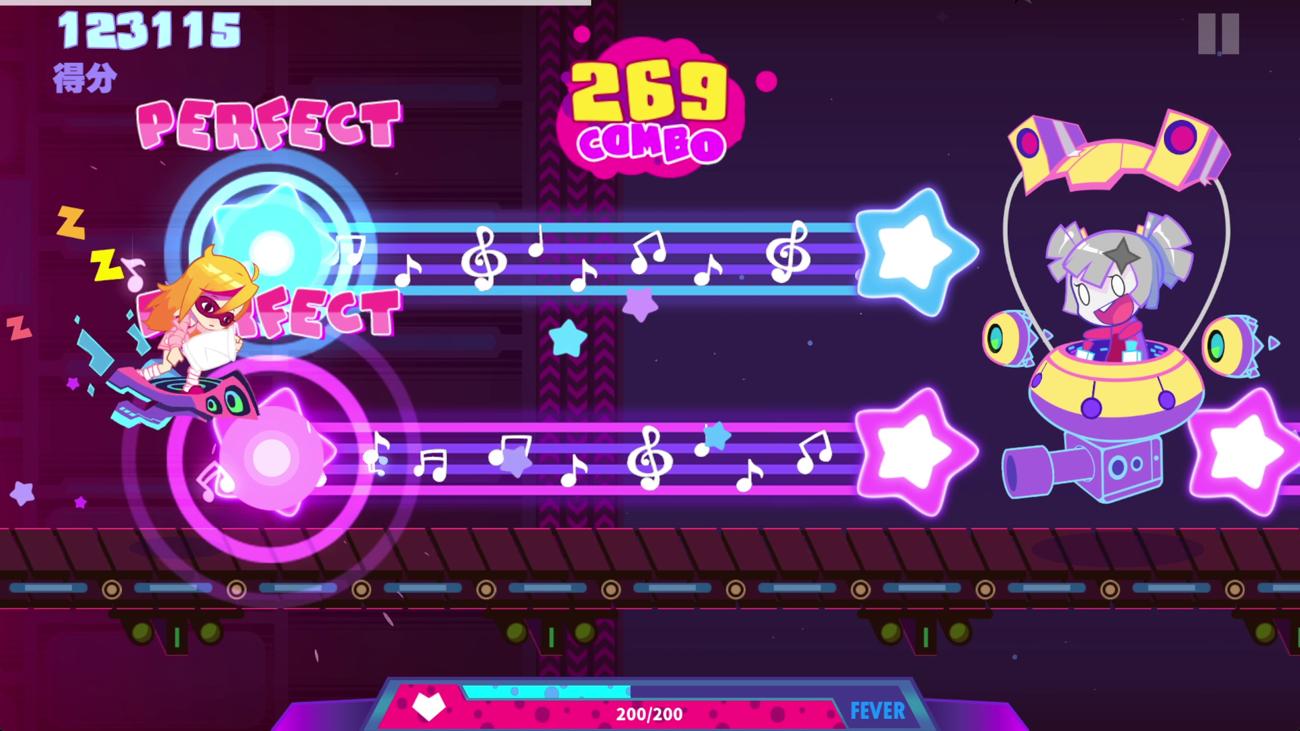 123115
得分
PERFECT
269
COMBO
Z
Z
Z
PERFECT
200/200
FEVER